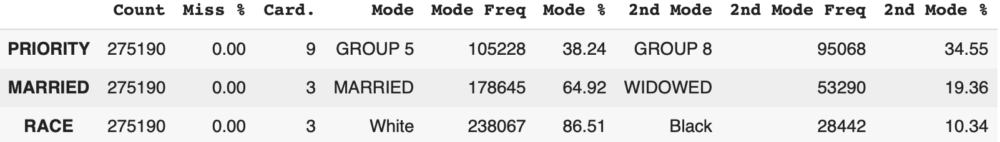 Count Miss % Card. Mode Mode Freq Mode % 2nd Mode 2nd Mode Freq 2nd Mode %
PRIORITY 275190 0.00 9 GROUP 5 105228 38.24 GROUP 8 95068 34.55
MARRIED 275190 0.00 3 MARRIED 178645 64.92 WIDOWED 53290 19.36
RACE 275190 0.00 3 White 238067 86.51 Black 28442 10.34